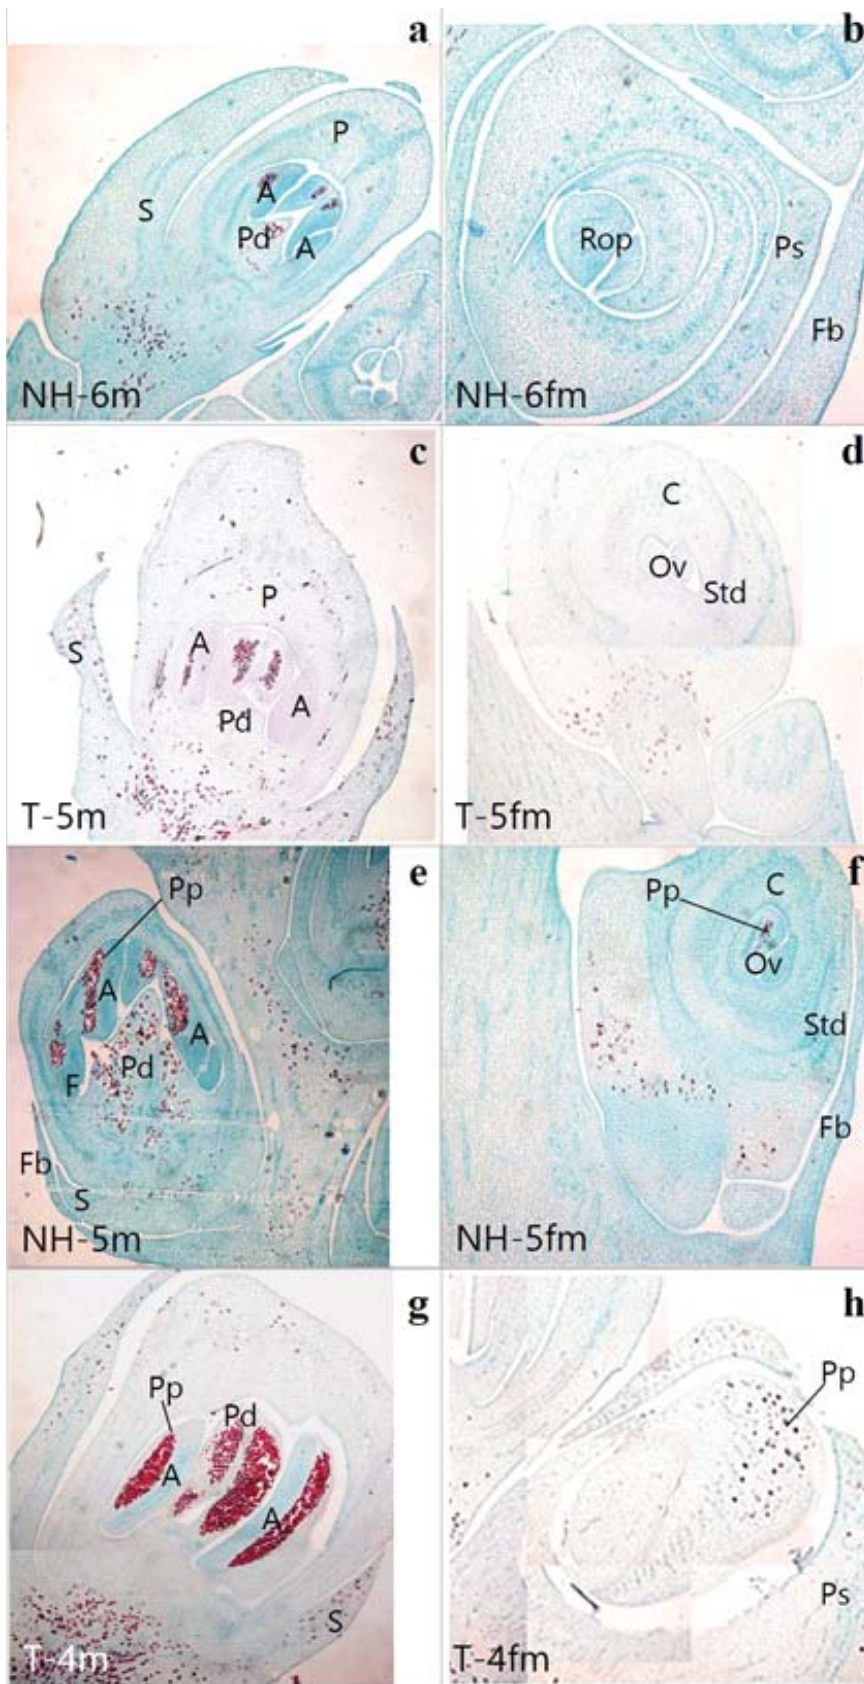 a
P
S
A
Pd
A
NH-6m
b
Rop
Ps
Fb
NH-6fm
c
P
S
A
Pd
A
T-5m
d
C
Ov
Std
T-5fm
e
Pp
A
A
Pd
F
Fb
S
NH-5m
f
C
Pp
Ov
Std
Fb
NH-5fm
g
Pp
Pd
A
A
S
T-4m
h
Pp
Ps
T-4fm